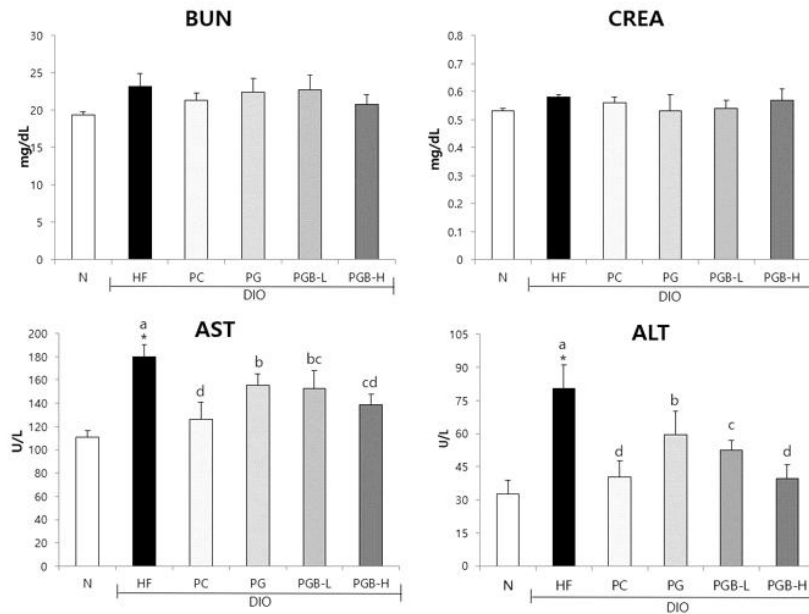 BUN
30
25
20
15
10
5
0
mg/dL
N HF PC PG PGB-L PGB-H
DIO
CREA
0.8
0.7
0.6
0.5
0.4
0.3
0.2
0.1
0
mg/dL
N HF PC PG PGB-L PGB-H
DIO
AST
200
180
160
140
120
100
80
60
40
20
0
U/L
a
*
d
b
bc
cd
N HF PC PG PGB-L PGB-H
DIO
ALT
105
90
75
60
45
30
15
0
U/L
a
*
d
b
c
d
N HF PC PG PGB-L PGB-H
DIO